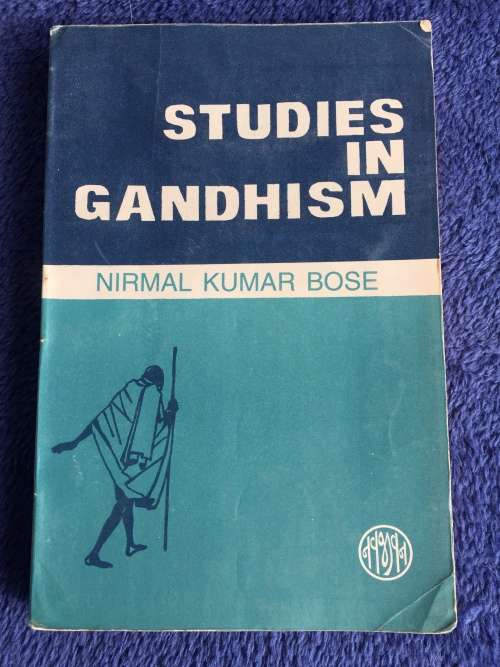 STUDIES
IN
GANDHISM
NIRMAL KUMAR BOSE